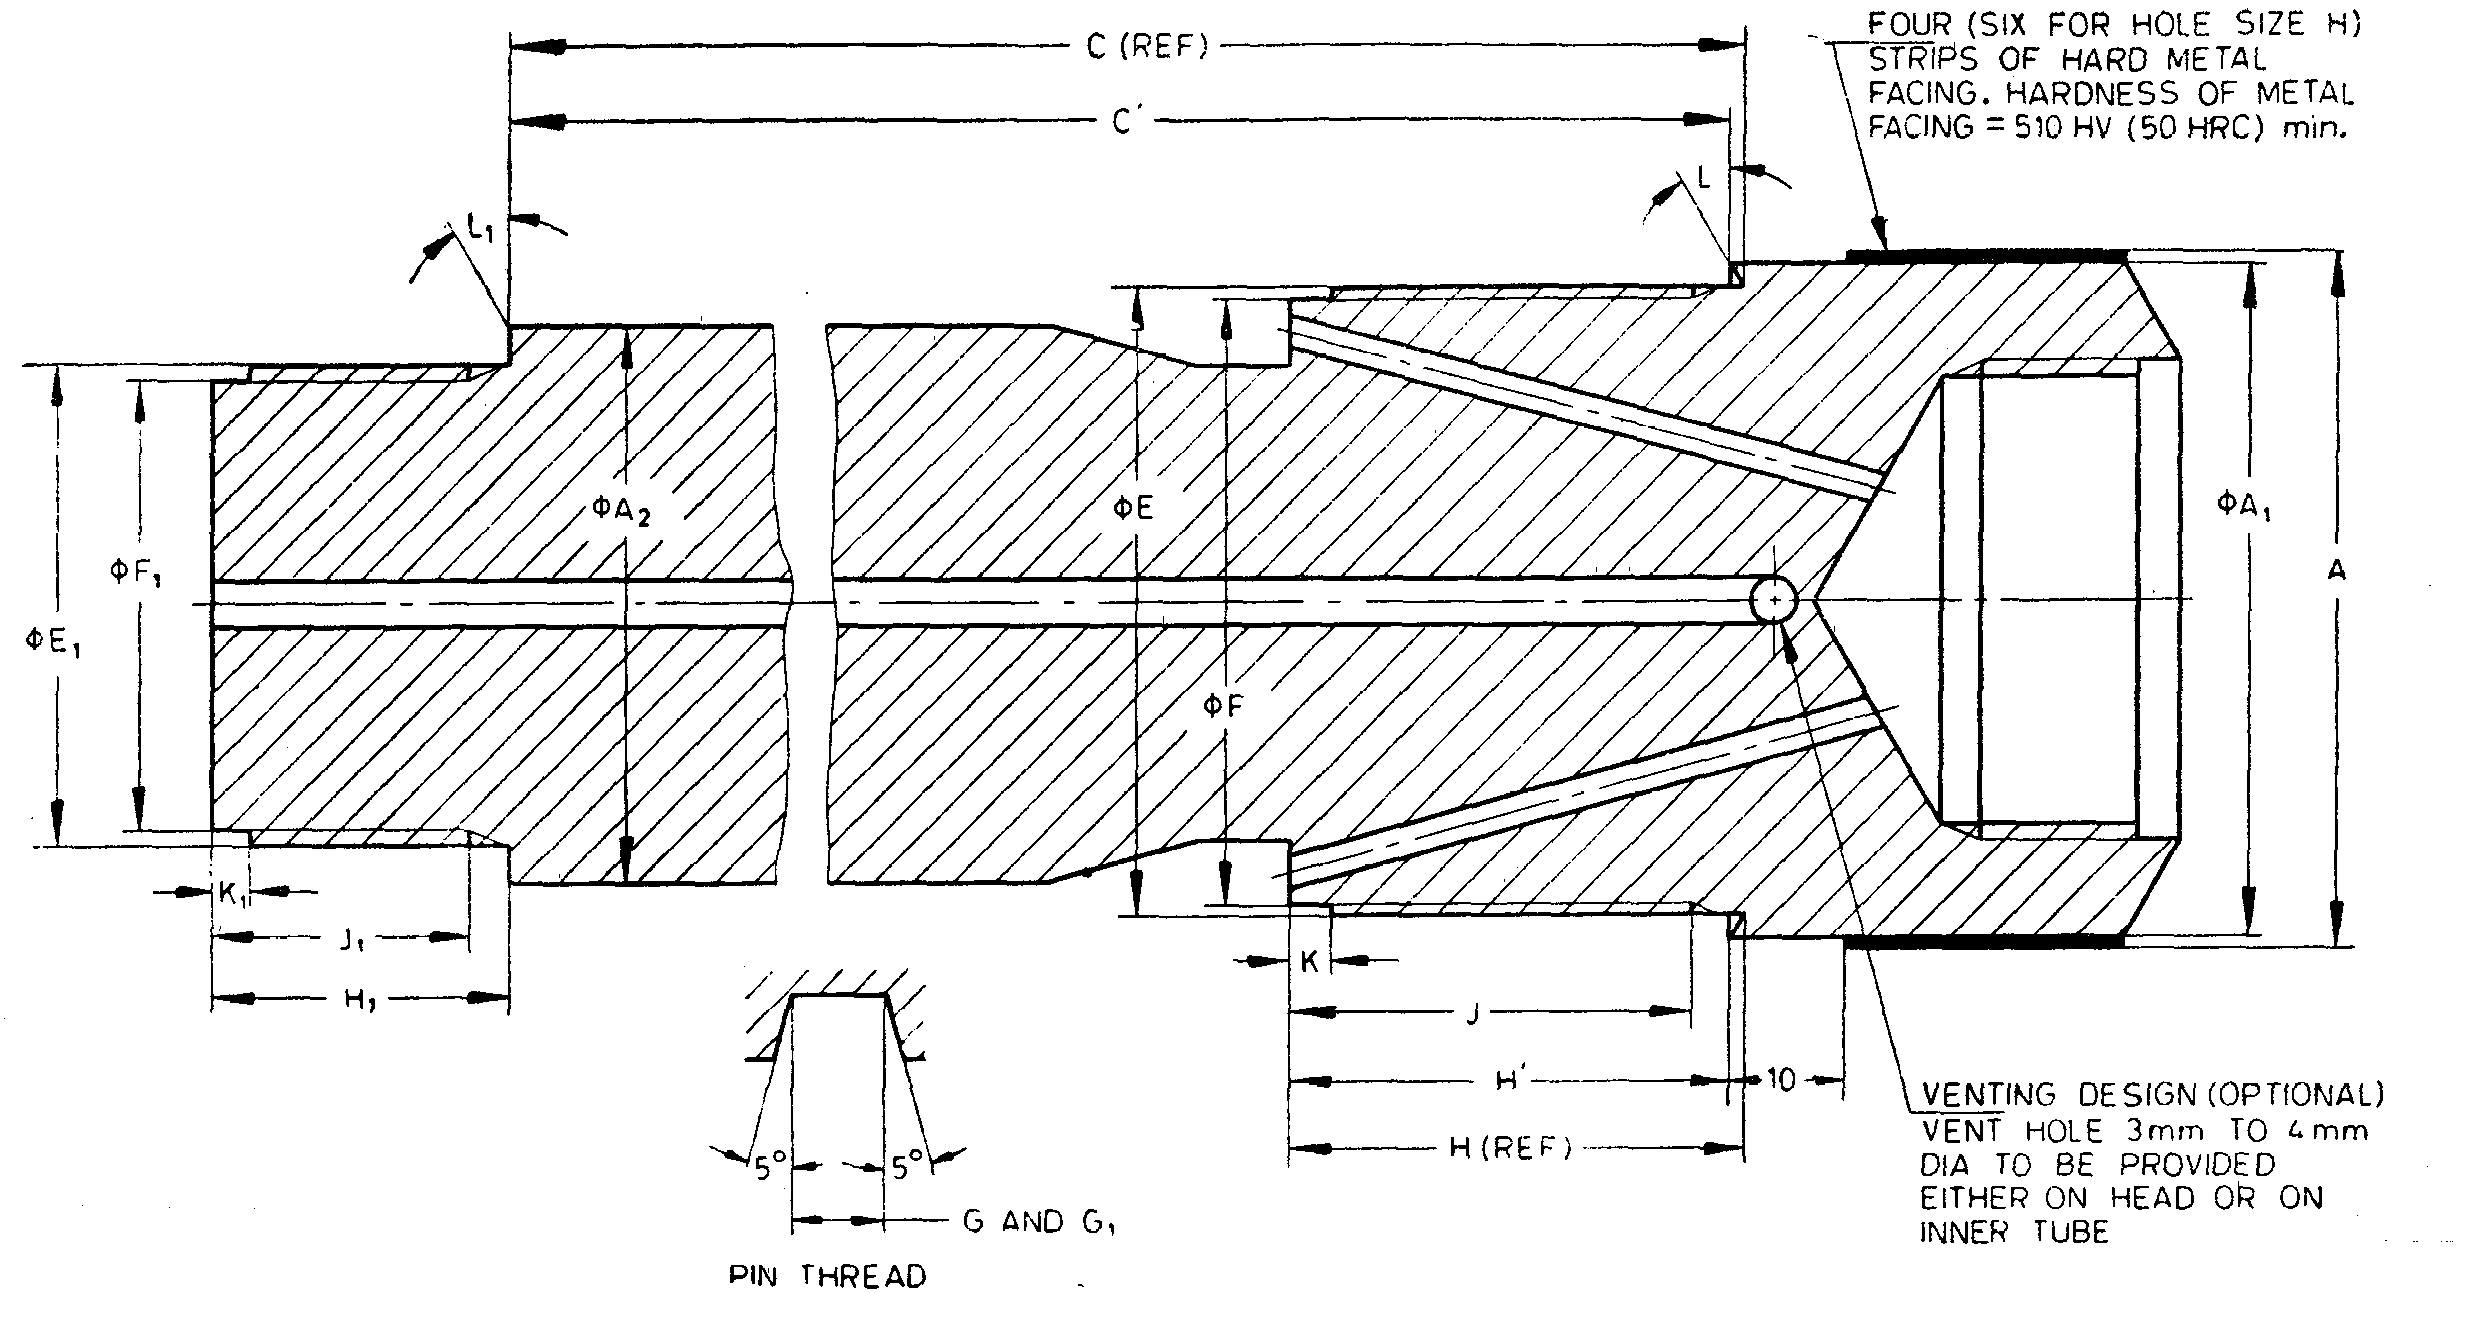 C (REF)
C′
FOUR (SIX FOR HOLE SIZE H)
STRIPS OF HARD METAL
FACING. HARDNESS OF METAL
FACING = 510 HV (50 HRC) min.
L
L₁
ΦA₂
ΦE
ΦA₁
ΦF₁
A
ΦE₁
ΦF
K₁
J₁
H₁
K
J
H′
10
H (REF)
5° 5°
G AND G₁
PIN THREAD
VENTING DESIGN (OPTIONAL)
VENT HOLE 3mm TO 4mm
DIA TO BE PROVIDED
EITHER ON HEAD OR ON
INNER TUBE